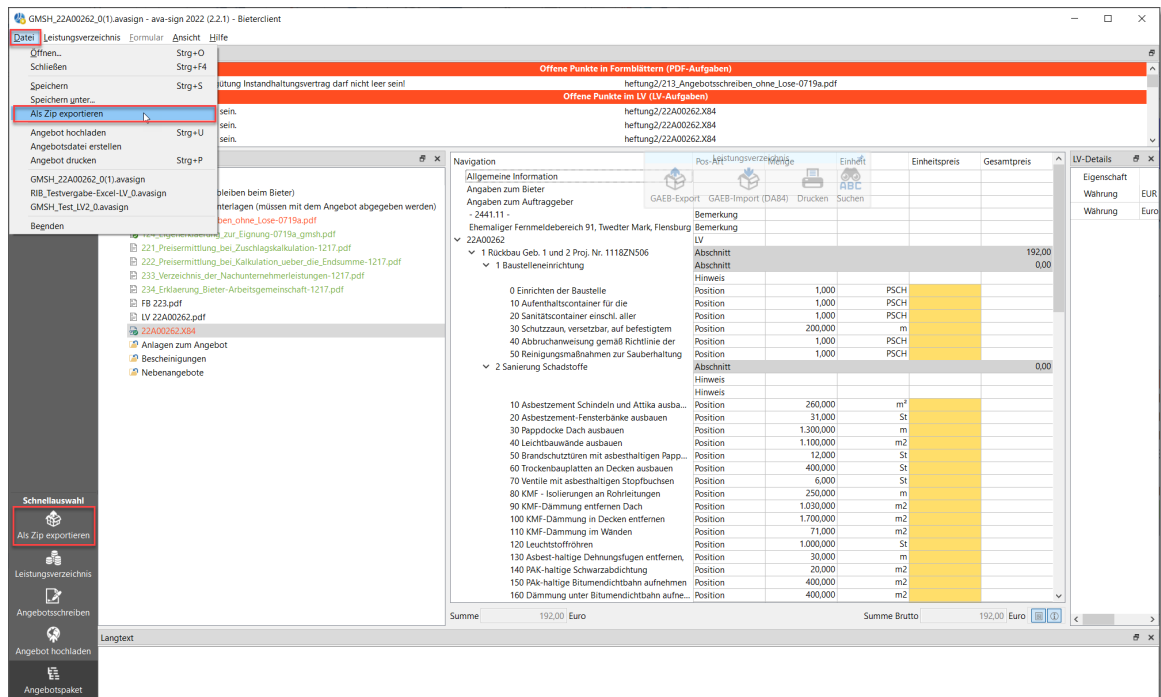 GMSH_22A00262_0(1).avasign - ava-sign 2022 (2.2.1) - Bieterclient
Datei Leistungsverzeichnis Formular Ansicht Hilfe
Öffnen... Strg+O
Schließen Strg+F4
Speichern Strg+S
Speichern unter...
Als Zip exportieren
Angebot hochladen Strg+U
Angebotsdatei erstellen
Angebot drucken Strg+P
GMSH_22A00262_0(1).avasign
RIB_Testvergabe-Excel-LV_0.avasign
GMSH_Test_LV2_0.avasign
Beenden
Offene Punkte in Formblättern (PDF-Aufgaben)
Instandhaltungsvertrag darf nicht leer sein! heftung2/213_Angebotsschreiben_ohne_Lose-0719a.pdf
Offene Punkte im LV (LV-Aufgaben)
sein. heftung2/22A00262.X84
sein. heftung2/22A00262.X84
sein. heftung2/22A00262.X84
bleiben beim Bieter)
(müssen mit dem Angebot abgegeben werden)
ohne_Lose-0719a.pdf
zur_Eignung-0719a_gmsh.pdf
221_Preisermittlung_bei_Zuschlagskalkulation-1217.pdf
222_Preisermittlung_bei_Kalkulation_ueber_die_Endsumme-1217.pdf
233_Verzeichnis_der_Nachunternehmerleistungen-1217.pdf
234_Erklaerung_Bieter-Arbeitsgemeinschaft-1217.pdf
FB 223.pdf
LV 22A00262.pdf
22A00262.X84
Anlagen zum Angebot
Bescheinigungen
Nebenangebote
Navigation Pos-Art Menge Einheit Einheitspreis Gesamtpreis
Leistungsverzeichnis
GAEB-Export GAEB-Import (DA84) Drucken ABC Suchen
Allgemeine Information
Angaben zum Bieter
Angaben zum Auftraggeber
- 2441.11 - Bemerkung
Ehemaliger Fernmeldebereich 91, Twedter Mark, Flensburg Bemerkung
22A00262 LV
1 Rückbau Geb. 1 und 2 Proj. Nr. 1118ZN506 Abschnitt 192,00
1 Baustelleneinrichtung Abschnitt 0,00
Hinweis
0 Einrichten der Baustelle Position 1,000 PSCH
10 Aufenthaltscontainer für die Position 1,000 PSCH
20 Sanitätscontainer einschl. aller Position 1,000 PSCH
30 Schutzzaun, versetzbar, auf befestigtem Position 200,000 m
40 Abbruchanweisung gemäß Richtlinie der Position 1,000 PSCH
50 Reinigungsmaßnahmen zur Sauberhaltung Position 1,000 PSCH
2 Sanierung Schadstoffe Abschnitt 0,00
Hinweis
Hinweis
10 Asbestzement Schindeln und Attika ausba... Position 260,000 m²
20 Asbestzement-Fensterbänke ausbauen Position 31,000 St
30 Pappdocke Dach ausbauen Position 1.300,000 m
40 Leichtbauwände ausbauen Position 1.100,000 m2
50 Brandschutztüren mit asbesthaltigen Papp... Position 12,000 St
60 Trockenbauplatten an Decken ausbauen Position 400,000 St
70 Ventile mit asbesthaltigen Stopfbuchsen Position 6,000 St
80 KMF - Isolierungen an Rohrleitungen Position 250,000 m
90 KMF-Dämmung entfernen Dach Position 1.030,000 m2
100 KMF-Dämmung in Decken entfernen Position 1.700,000 m2
110 KMF-Dämmung im Wänden Position 71,000 m2
120 Leuchtstoffröhren Position 1.000,000 St
130 Asbest-haltige Dehnungsfugen entfernen, Position 30,000 m
140 PAK-haltige Schwarzabdichtung Position 20,000 m2
150 PAk-haltige Bitumendichtbahn aufnehmen Position 400,000 m2
160 Dämmung unter Bitumendichtbahn aufne... Position 400,000 m2
Summe 192,00 Euro Summe Brutto 192,00 Euro
LV-Details
Eigenschaft
Währung EUR
Währung Euro
Schnellauswahl
Als Zip exportieren
Leistungsverzeichnis
Angebotsschreiben
Angebot hochladen
Angebotspaket
Langtext